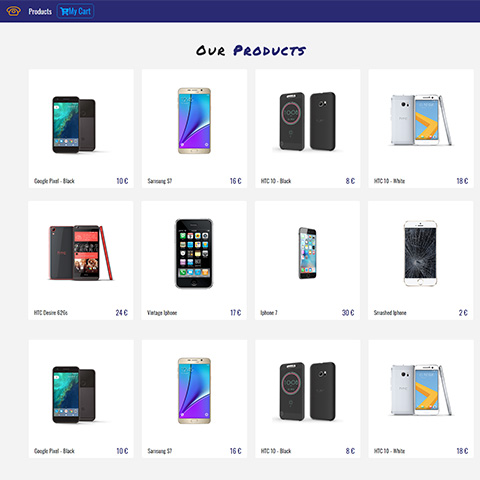 Products My Cart
Our Products
Google Pixel - Black 10 € Samsung S7 16 € HTC 10 - Black 8 € HTC 10 - White 18 €
HTC Desire 626s 24 € Vintage Iphone 17 € Iphone 7 30 € Smashed Iphone 2 €
Google Pixel - Black 10 € Samsung S7 16 € HTC 10 - Black 8 € HTC 10 - White 18 €